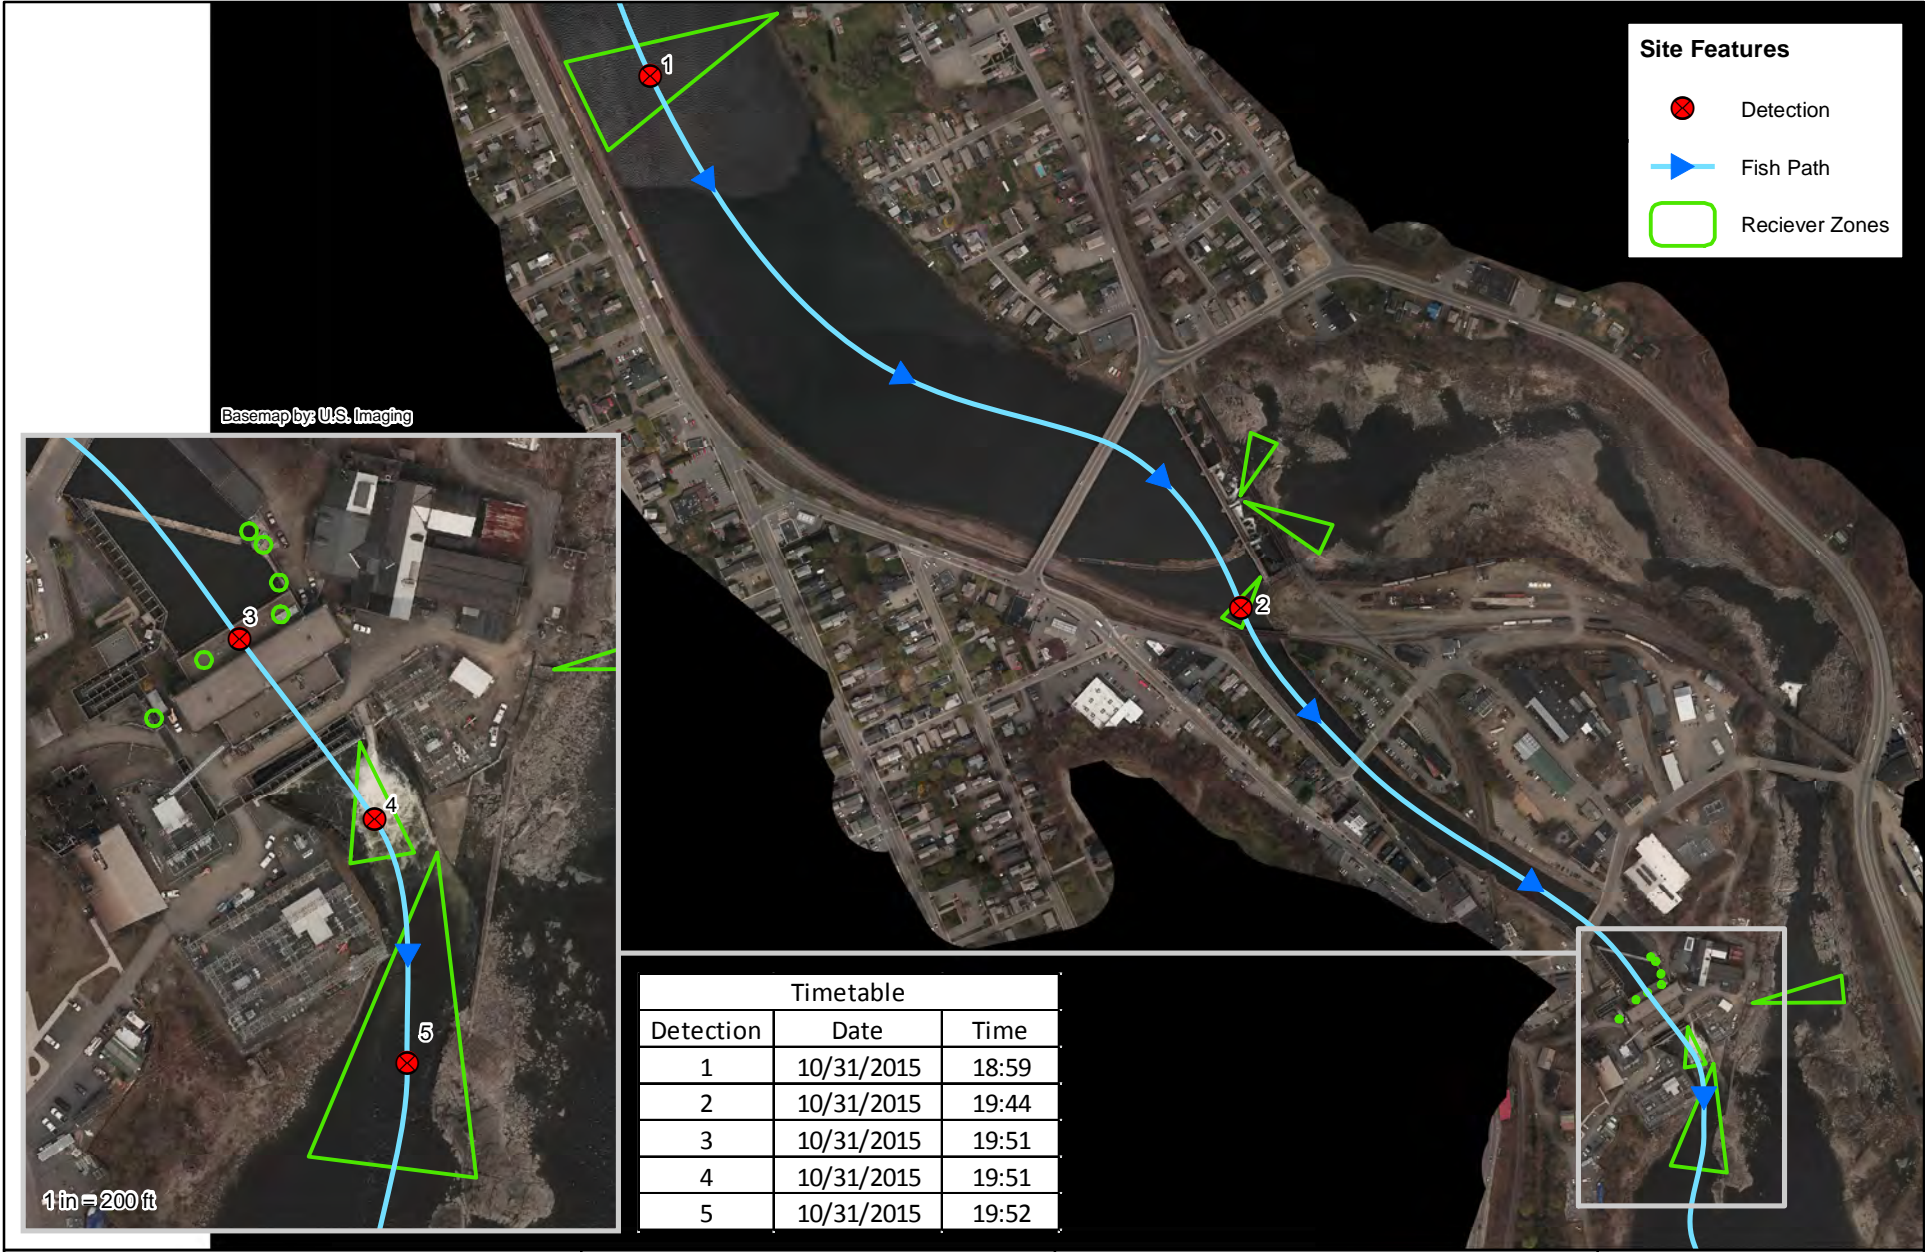 1
Site Features
Detection
Fish Path
Reciever Zones
Basemap by: U.S. Imaging
2
3
4
5
1 in = 200 ft
Timetable
Detection Date Time
1 10/31/2015 18:59
2 10/31/2015 19:44
3 10/31/2015 19:51
4 10/31/2015 19:51
5 10/31/2015 19:52